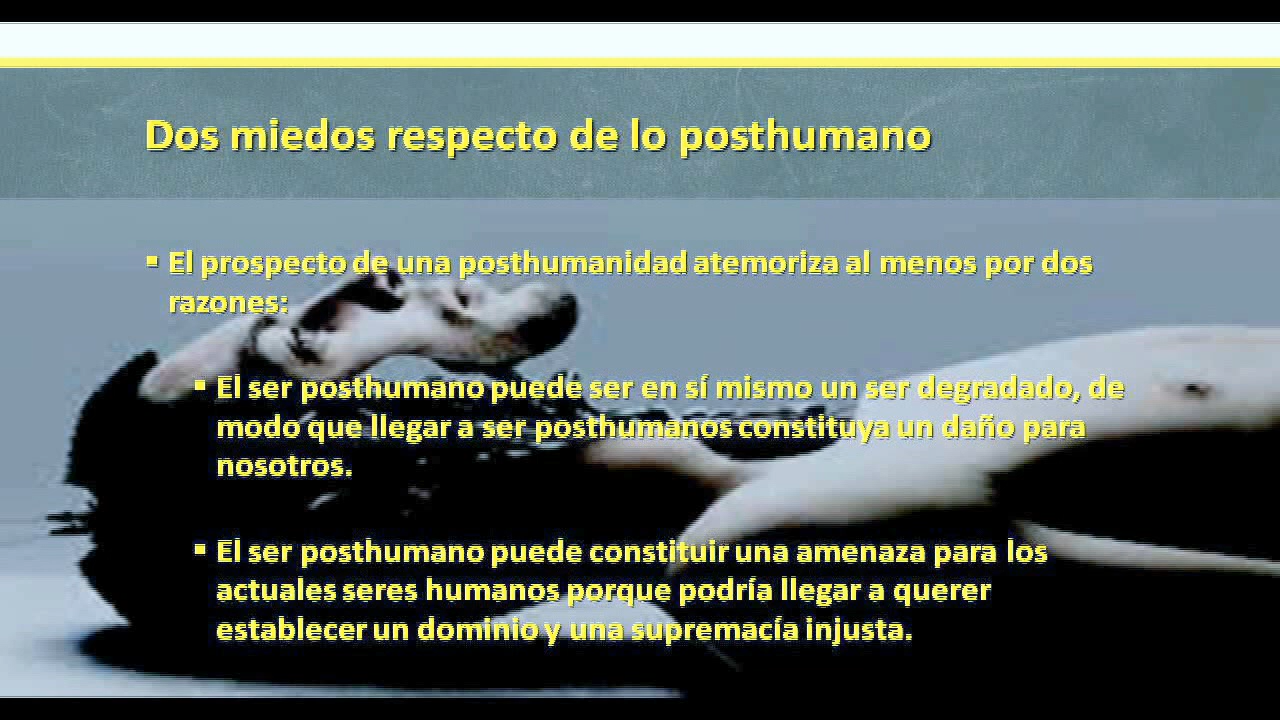 Dos miedos respecto de lo posthumano
▪ El prospecto de una posthumanidad atemoriza al menos por dos
razones:
▪ El ser posthumano puede ser en sí mismo un ser degradado, de
modo que llegar a ser posthumanos constituya un daño para
nosotros.
▪ El ser posthumano puede constituir una amenaza para los
actuales seres humanos porque podría llegar a querer
establecer un dominio y una supremacía injusta.